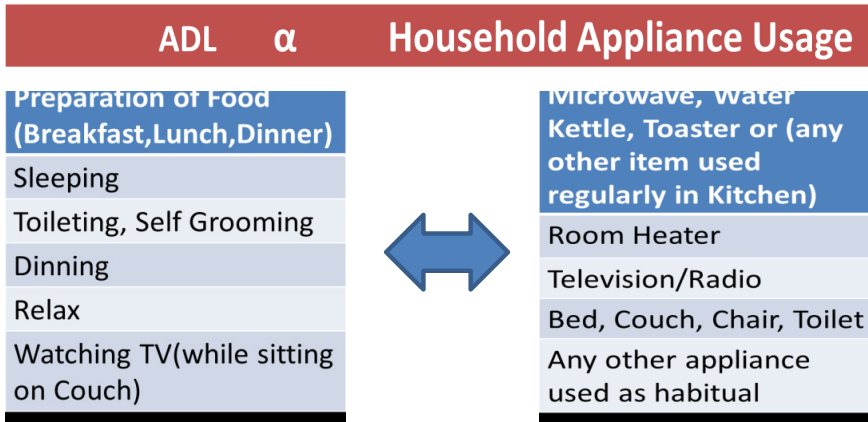 ADL α Household Appliance Usage
Preparation of Food
(Breakfast,Lunch,Dinner)
Sleeping
Toileting, Self Grooming
Dinning
Relax
Watching TV(while sitting
on Couch)
Microwave, Water
Kettle, Toaster or (any
other item used
regularly in Kitchen)
Room Heater
Television/Radio
Bed, Couch, Chair, Toilet
Any other appliance
used as habitual